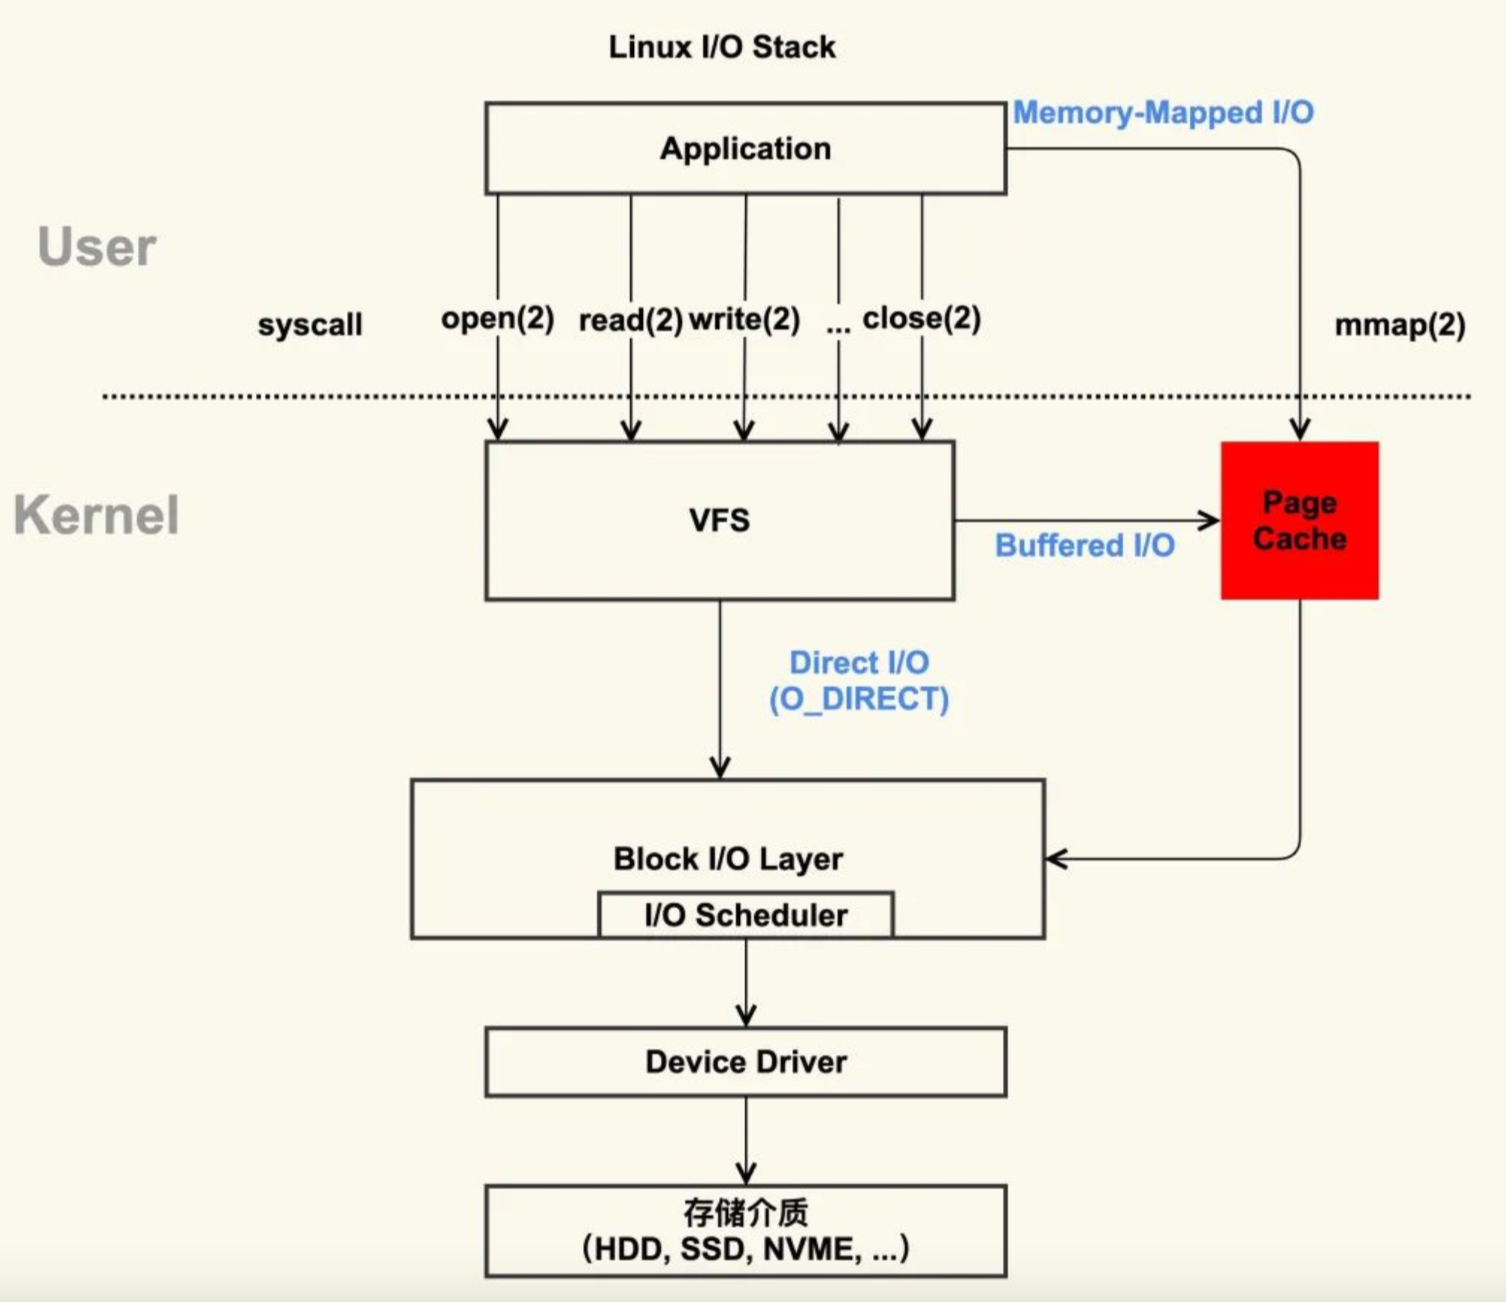 Linux I/O Stack
Memory-Mapped I/O
Application
User
syscall
open(2)
read(2)
write(2)
...
close(2)
mmap(2)
Kernel
VFS
Buffered I/O
Page
Cache
Direct I/O
(O_DIRECT)
Block I/O Layer
I/O Scheduler
Device Driver
存储介质
（HDD, SSD, NVME, ...）